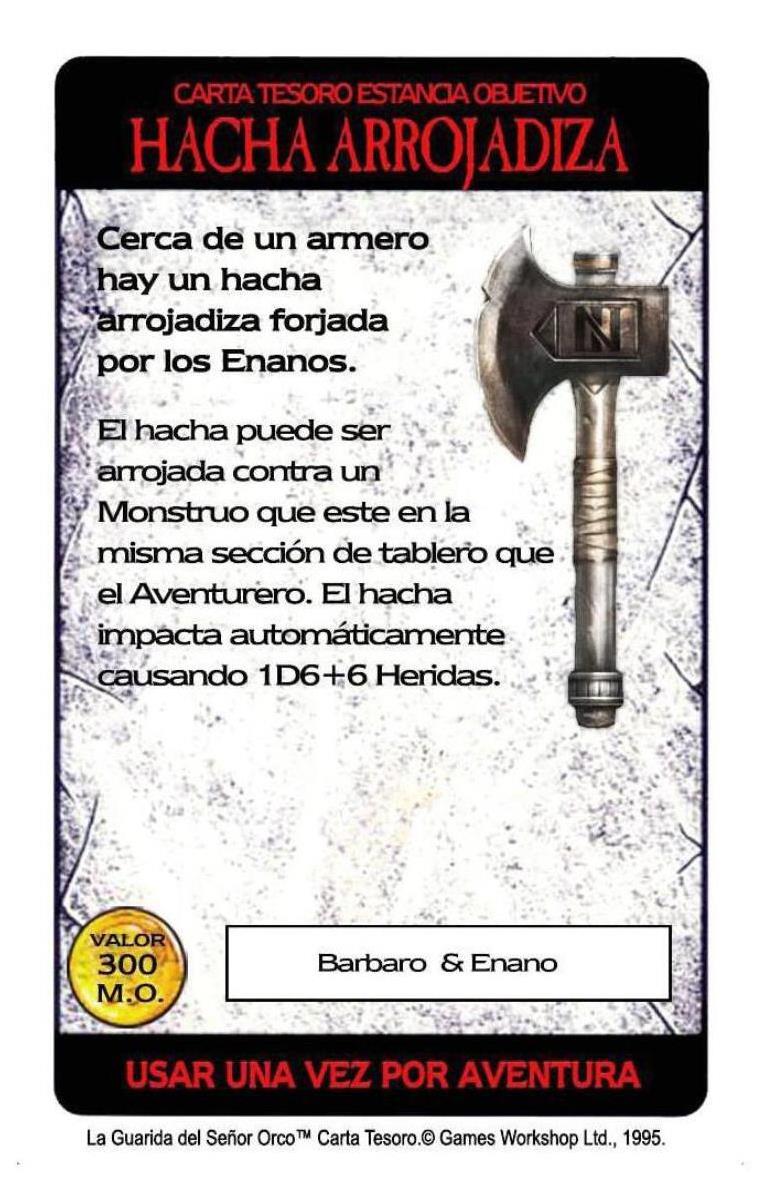 CARTA TESORO ESTANCIA OBJETIVO
HACHA ARROJADIZA
Cerca de un armero
hay un hacha
arrojadiza forjada
por los Enanos.
El hacha puede ser
arrojada contra un
Monstruo que este en la
misma sección de tablero que
el Aventurero. El hacha
impacta automáticamente
causando 1D6+6 Heridas.
N
VALOR
300
M.O.
Barbaro & Enano
USAR UNA VEZ POR AVENTURA
La Guarida del Señor Orco™ Carta Tesoro.© Games Workshop Ltd., 1995.